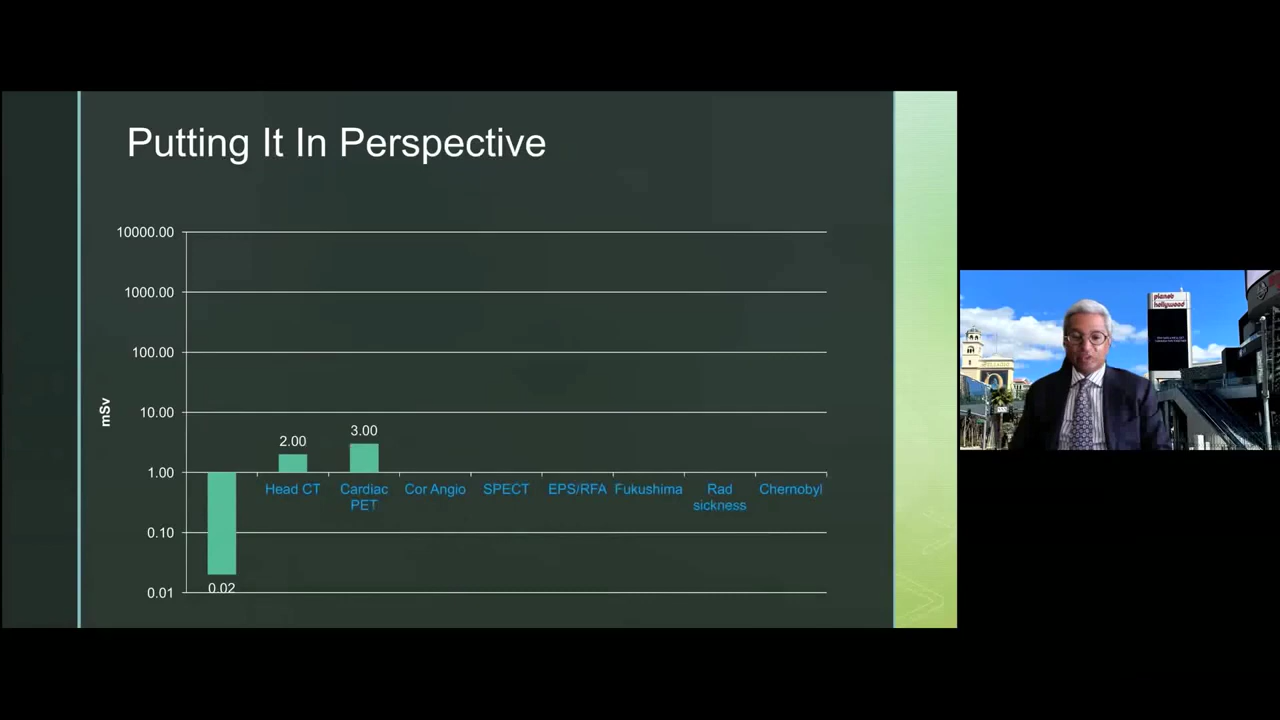 Putting It In Perspective
10000.00
1000.00
100.00
10.00
1.00
0.10
0.01
mSv
0.02
2.00
3.00
Head CT
Cardiac
PET
Cor Angio
SPECT
EPS/RFA
Fukushima
Rad
sickness
Chernobyl
planet
hollywood